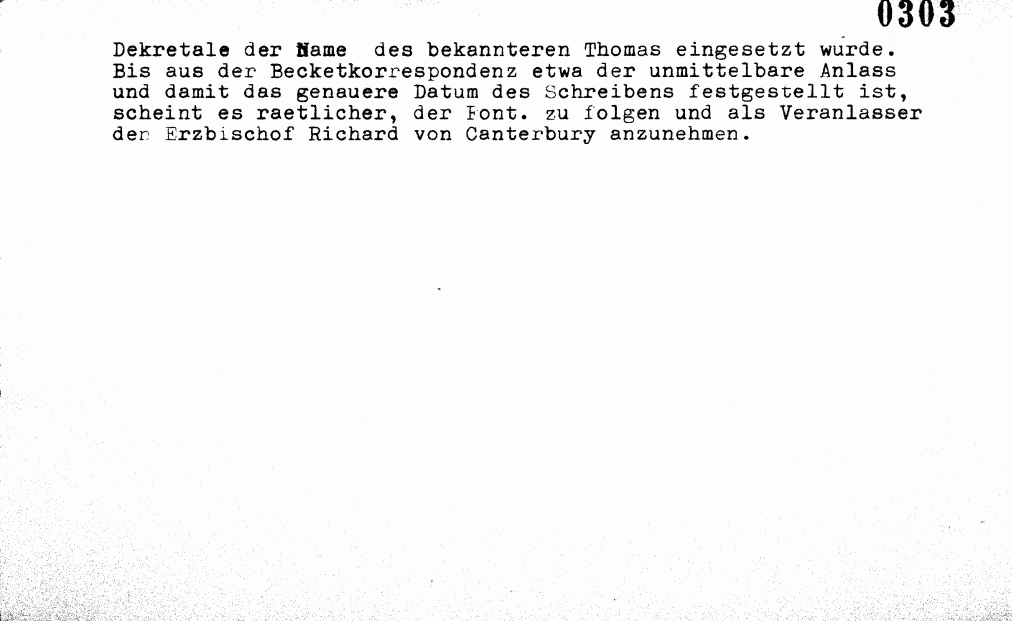 0303
Dekretale der Name des bekannteren Thomas eingesetzt wurde.
Bis aus der Becketkorrespondenz etwa der unmittelbare Anlass
und damit das genauere Datum des Schreibens festgestellt ist,
scheint es raetlicher, der Font. zu folgen und als Veranlasser
den Erzbischof Richard von Canterbury anzunehmen.